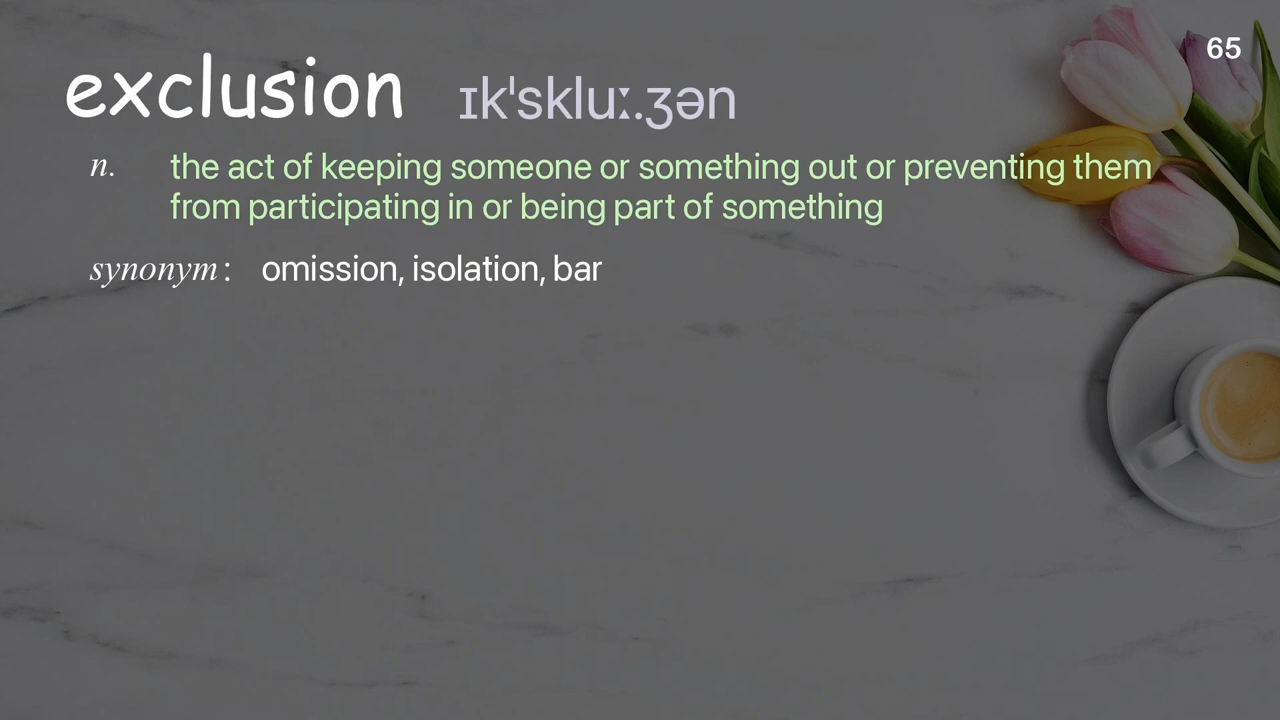 65
exclusion ɪkˈskluː.ʒən
n. the act of keeping someone or something out or preventing them
from participating in or being part of something
synonym: omission, isolation, bar